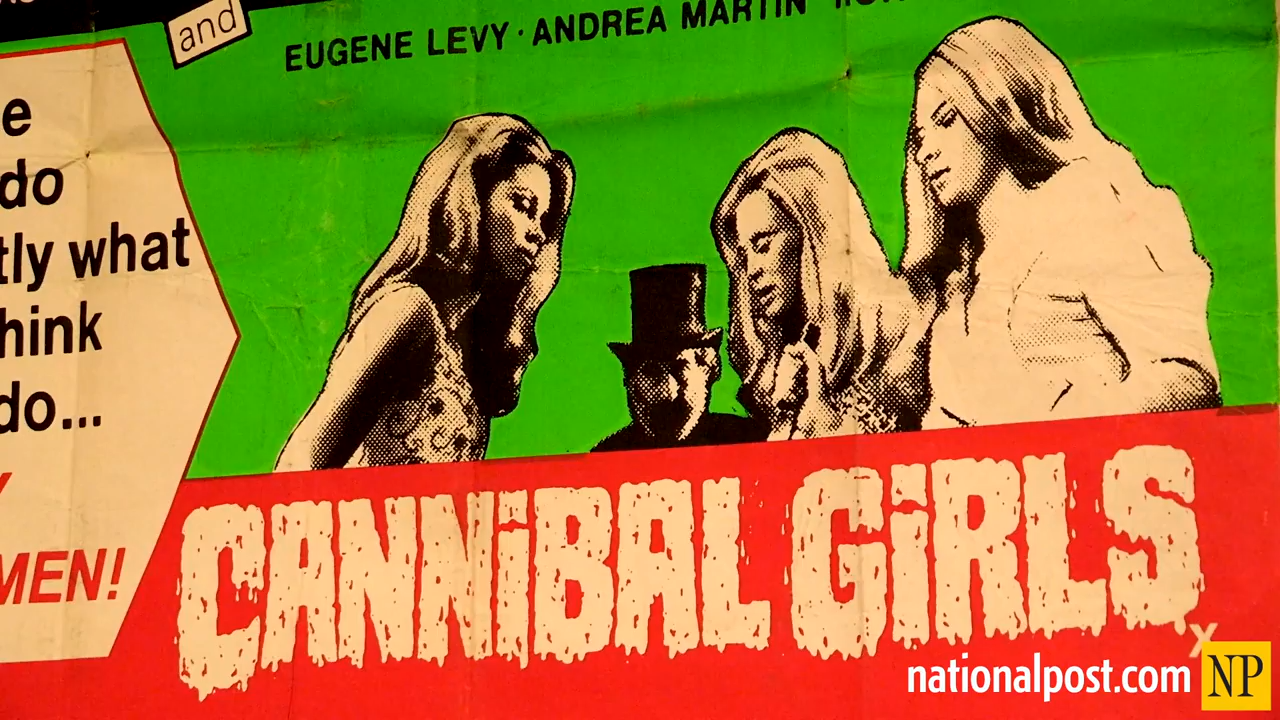 and
EUGENE LEVY · ANDREA MARTIN
e
do
tly what
hink
do...
MEN!
CANNiBAL GiRLS
X
nationalpost.com NP